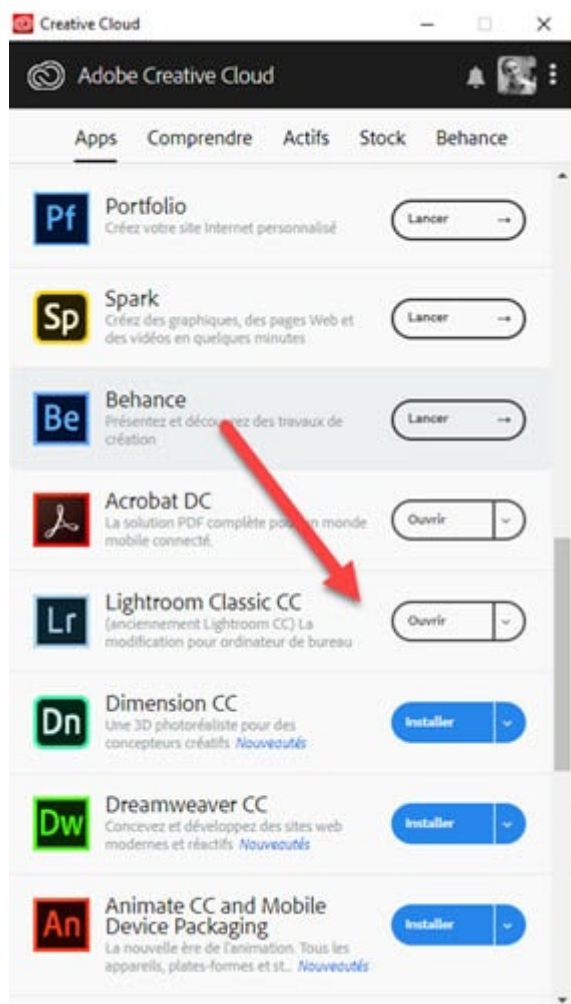 Creative Cloud
Adobe Creative Cloud
Apps Comprendre Actifs Stock Behance
Pf
Portfolio
Créez votre site Internet personnalisé
Lancer →
Sp
Spark
Créez des graphiques, des pages Web et
des vidéos en quelques minutes
Lancer →
Be
Behance
Présentez et découvrez des travaux de
création
Lancer →
Acrobat DC
La solution PDF complète pour un monde
mobile connecté.
Ouvrir
Lr
Lightroom Classic CC
(anciennement Lightroom CC) La
modification pour ordinateur de bureau
Ouvrir
Dn
Dimension CC
Une 3D photoréaliste pour des
concepteurs créatifs Nouveautés
Installer
Dw
Dreamweaver CC
Concevez et développez des sites web
modernes et réactifs Nouveautés
Installer
An
Animate CC and Mobile
Device Packaging
La nouvelle ère de l'animation. Tous les
appareils, plates-formes et st... Nouveautés
Installer